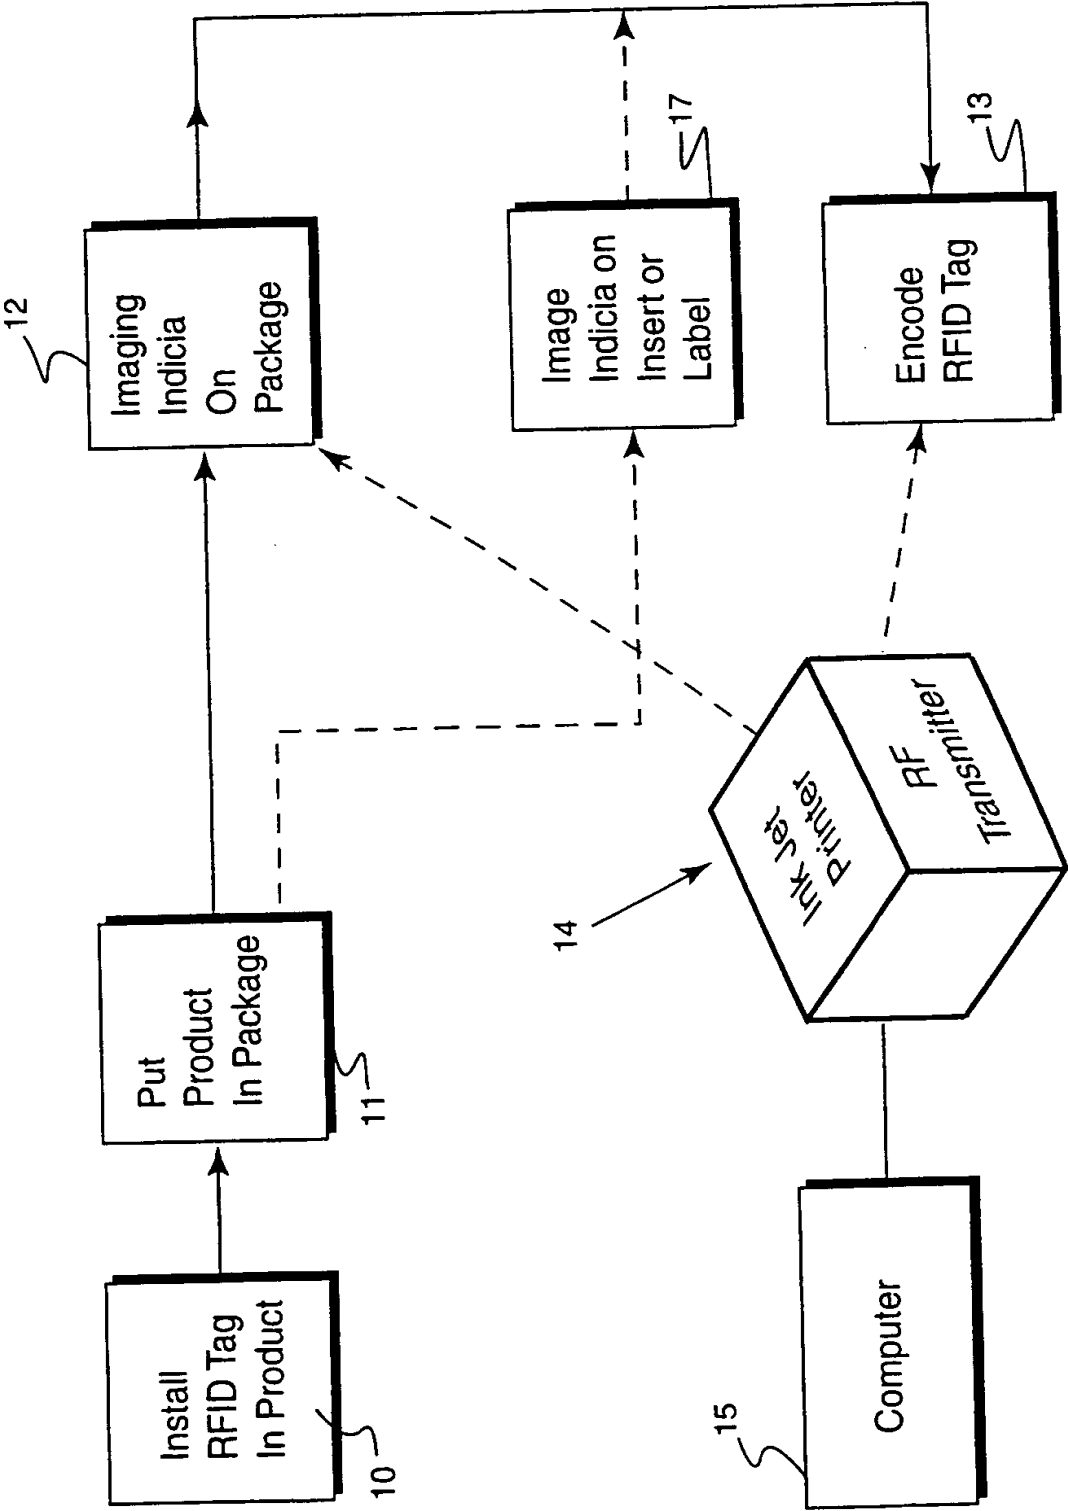 10
Install
RFID Tag
In Product
11
Put
Product
In Package
12
Imaging
Indicia
On
Package
17
Image
Indicia on
Insert or
Label
13
Encode
RFID Tag
14
Ink Jet
Printer
RF
Transmitter
15
Computer